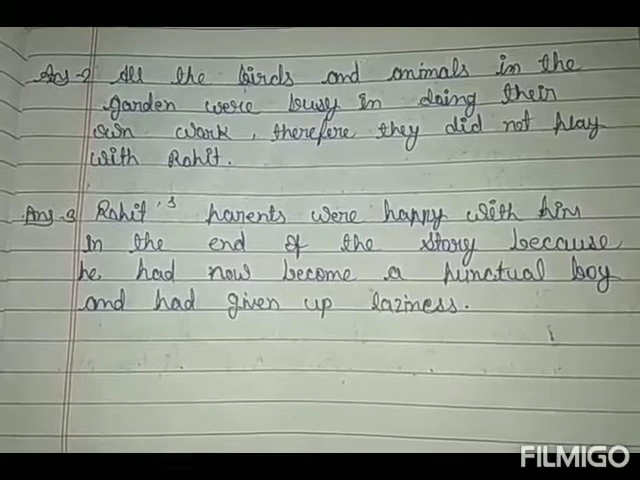 Ans-2 All the birds and animals in the
garden were busy in doing their
own work, therefore they did not play
with Rohit.
Ans-3 Rohit's parents were happy with him
in the end of the story because
he had now become a punctual boy
and had given up laziness.
FILMIGO